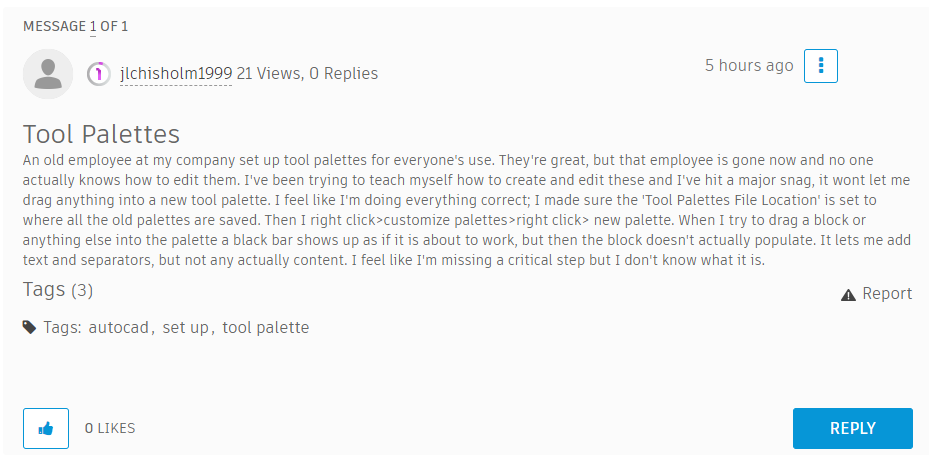 MESSAGE 1 OF 1
jlchisholm1999 21 Views, 0 Replies
5 hours ago
Tool Palettes
An old employee at my company set up tool palettes for everyone's use. They're great, but that employee is gone now and no one
actually knows how to edit them. I've been trying to teach myself how to create and edit these and I've hit a major snag, it wont let me
drag anything into a new tool palette. I feel like I'm doing everything correct; I made sure the 'Tool Palettes File Location' is set to
where all the old palettes are saved. Then I right click>customize palettes>right click> new palette. When I try to drag a block or
anything else into the palette a black bar shows up as if it is about to work, but then the block doesn't actually populate. It lets me add
text and separators, but not any actually content. I feel like I'm missing a critical step but I don't know what it is.
Tags (3)
Report
Tags: autocad, set up, tool palette
0 LIKES
REPLY